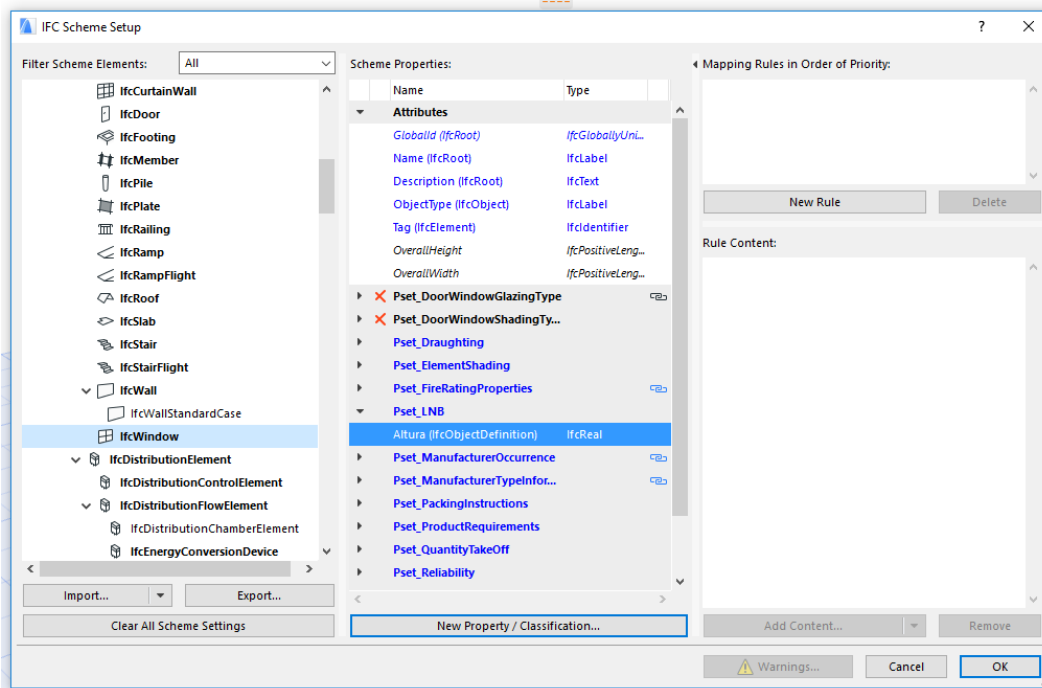 IFC Scheme Setup
?
Filter Scheme Elements:
All
IfcCurtainWall
IfcDoor
IfcFooting
IfcMember
IfcPile
IfcPlate
IfcRailing
IfcRamp
IfcRampFlight
IfcRoof
IfcSlab
IfcStair
IfcStairFlight
IfcWall
IfcWallStandardCase
IfcWindow
IfcDistributionElement
IfcDistributionControlElement
IfcDistributionFlowElement
IfcDistributionChamberElement
IfcEnergyConversionDevice
Import...
Export...
Clear All Scheme Settings
Scheme Properties:
Name Type
Attributes
GlobalId (IfcRoot) IfcGloballyUni...
Name (IfcRoot) IfcLabel
Description (IfcRoot) IfcText
ObjectType (IfcObject) IfcLabel
Tag (IfcElement) IfcIdentifier
OverallHeight IfcPositiveLeng...
OverallWidth IfcPositiveLeng...
Pset_DoorWindowGlazingType
Pset_DoorWindowShadingTy...
Pset_Draughting
Pset_ElementShading
Pset_FireRatingProperties
Pset_LNB
Altura (IfcObjectDefinition) IfcReal
Pset_ManufacturerOccurrence
Pset_ManufacturerTypeInfor...
Pset_PackingInstructions
Pset_ProductRequirements
Pset_QuantityTakeOff
Pset_Reliability
New Property / Classification...
Mapping Rules in Order of Priority:
New Rule
Delete
Rule Content:
Add Content...
Remove
Warnings...
Cancel
OK